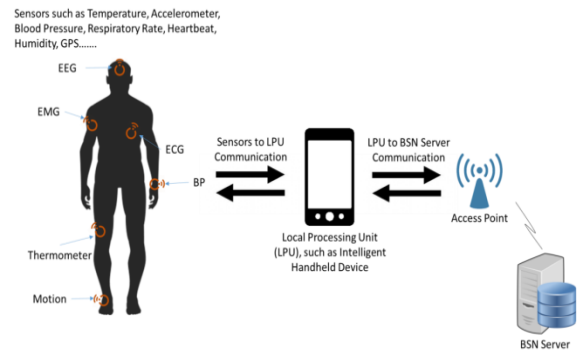 Sensors such as Temperature, Accelerometer,
Blood Pressure, Respiratory Rate, Heartbeat,
Humidity, GPS.......
EEG
EMG
ECG
BP
Thermometer
Motion
Sensors to LPU
Communication
Local Processing Unit
(LPU), such as Intelligent
Handheld Device
LPU to BSN Server
Communication
Access Point
BSN Server